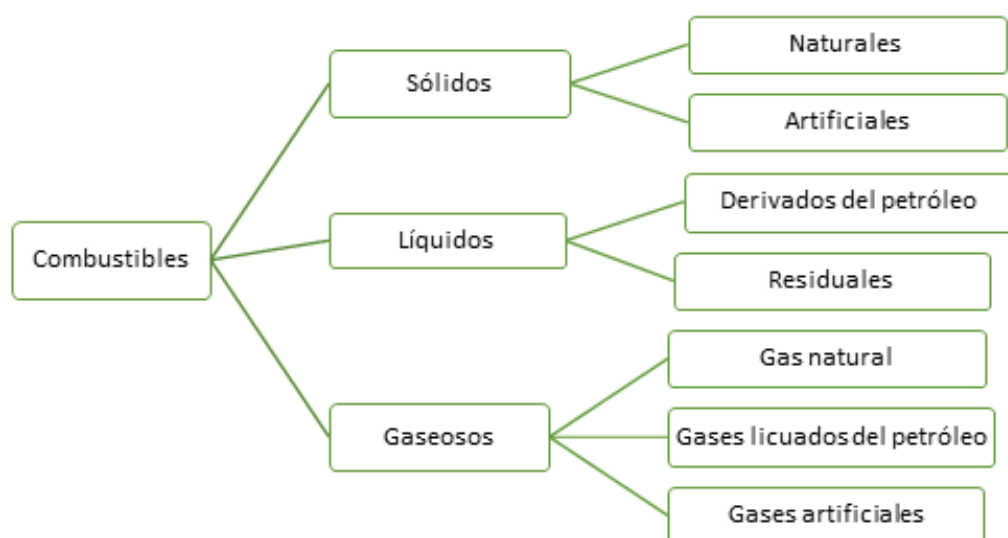 Combustibles
Sólidos
Naturales
Artificiales
Líquidos
Derivados del petróleo
Residuales
Gaseosos
Gas natural
Gases licuados del petróleo
Gases artificiales